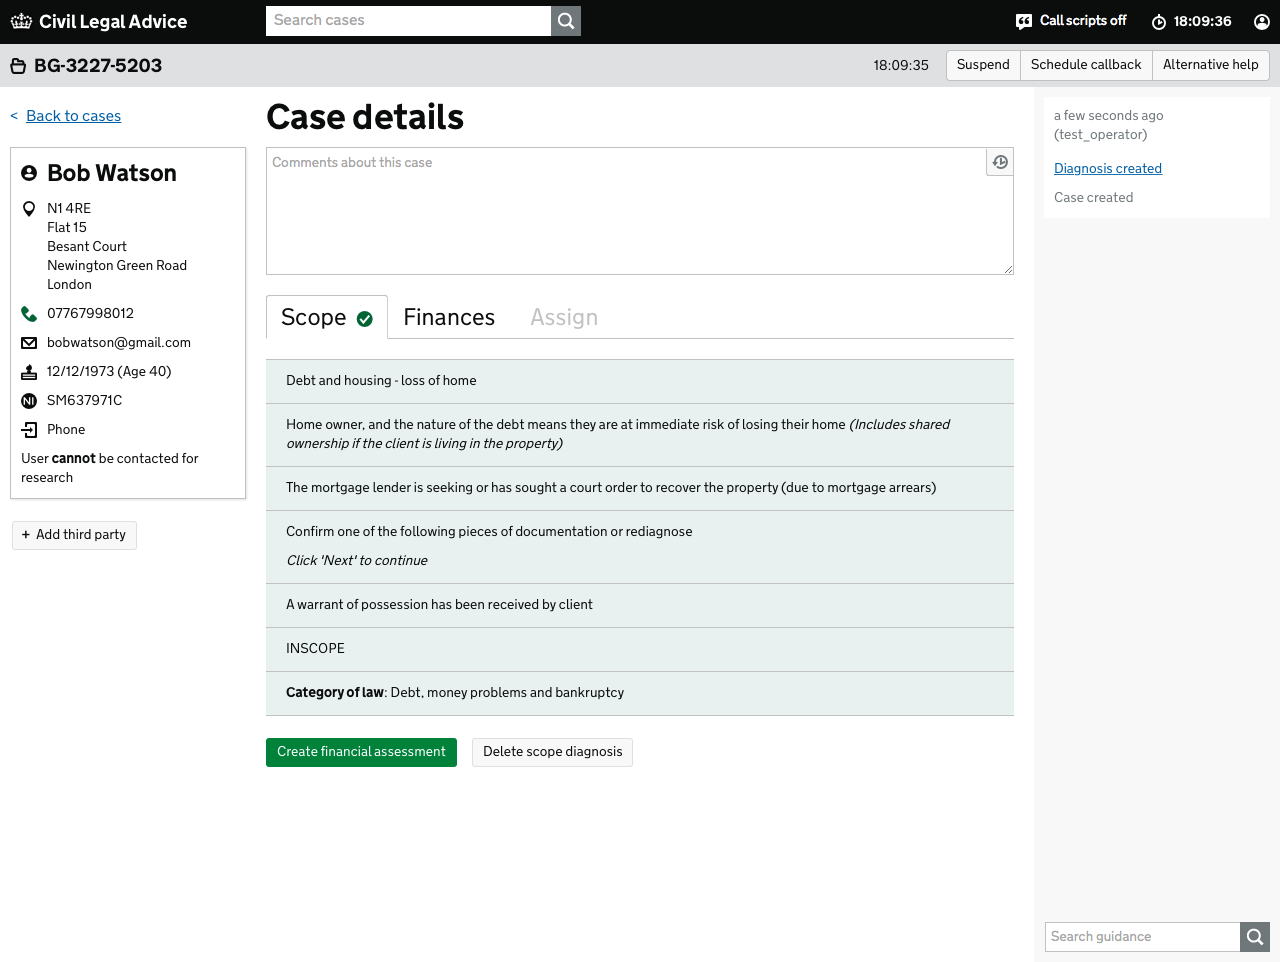 Civil Legal Advice
Search cases
Call scripts off
18:09:36
BG-3227-5203
18:09:35
Suspend
Schedule callback
Alternative help
< Back to cases
Bob Watson
N1 4RE
Flat 15
Besant Court
Newington Green Road
London
07767998012
bobwatson@gmail.com
12/12/1973 (Age 40)
NI SM637971C
Phone
User cannot be contacted for
research
+ Add third party
Case details
Comments about this case
Scope
Finances
Assign
Debt and housing - loss of home
Home owner, and the nature of the debt means they are at immediate risk of losing their home (Includes shared
ownership if the client is living in the property)
The mortgage lender is seeking or has sought a court order to recover the property (due to mortgage arrears)
Confirm one of the following pieces of documentation or rediagnose
Click 'Next' to continue
A warrant of possession has been received by client
INSCOPE
Category of law: Debt, money problems and bankruptcy
Create financial assessment
Delete scope diagnosis
a few seconds ago
(test_operator)
Diagnosis created
Case created
Search guidance